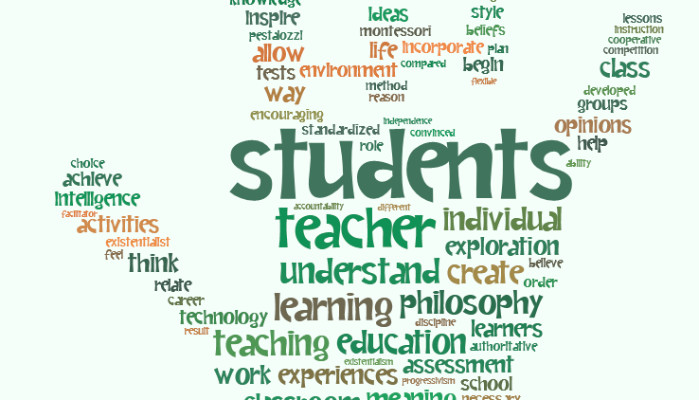 knowledge
inspire
pestalozzi
allow
tests
environment
way
encouraging
Ideas
montessori
life
incorporate
compared
method
reason
style
beliefs
plan
begin
flexible
lessons
instruction
cooperative
competition
class
developed
groups
opinions
help
ability
independence
standardized
convinced
role
students
accountability
different
teacher
individual
exploration
understand
create
believe
order
learning
philosophy
discipline
learners
teaching
education
authoritative
existentialism
assessment
work
experiences
progressivism
school
classroom
meaning
necessary
choice
achieve
intelligence
facilitator
activities
existentialist
feel
think
relate
career
technology
result